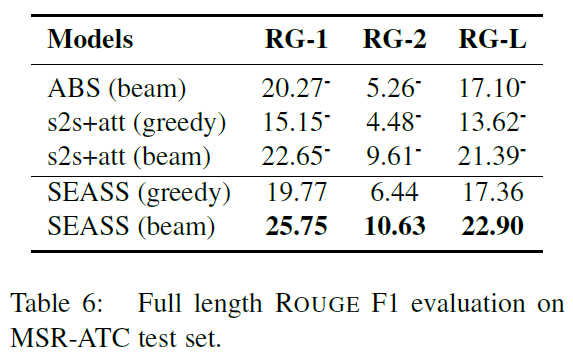 Models RG-1 RG-2 RG-L
ABS (beam) 20.27- 5.26- 17.10-
s2s+att (greedy) 15.15- 4.48- 13.62-
s2s+att (beam) 22.65- 9.61- 21.39-
SEASS (greedy) 19.77 6.44 17.36
SEASS (beam) 25.75 10.63 22.90
Table 6: Full length ROUGE F1 evaluation on
MSR-ATC test set.